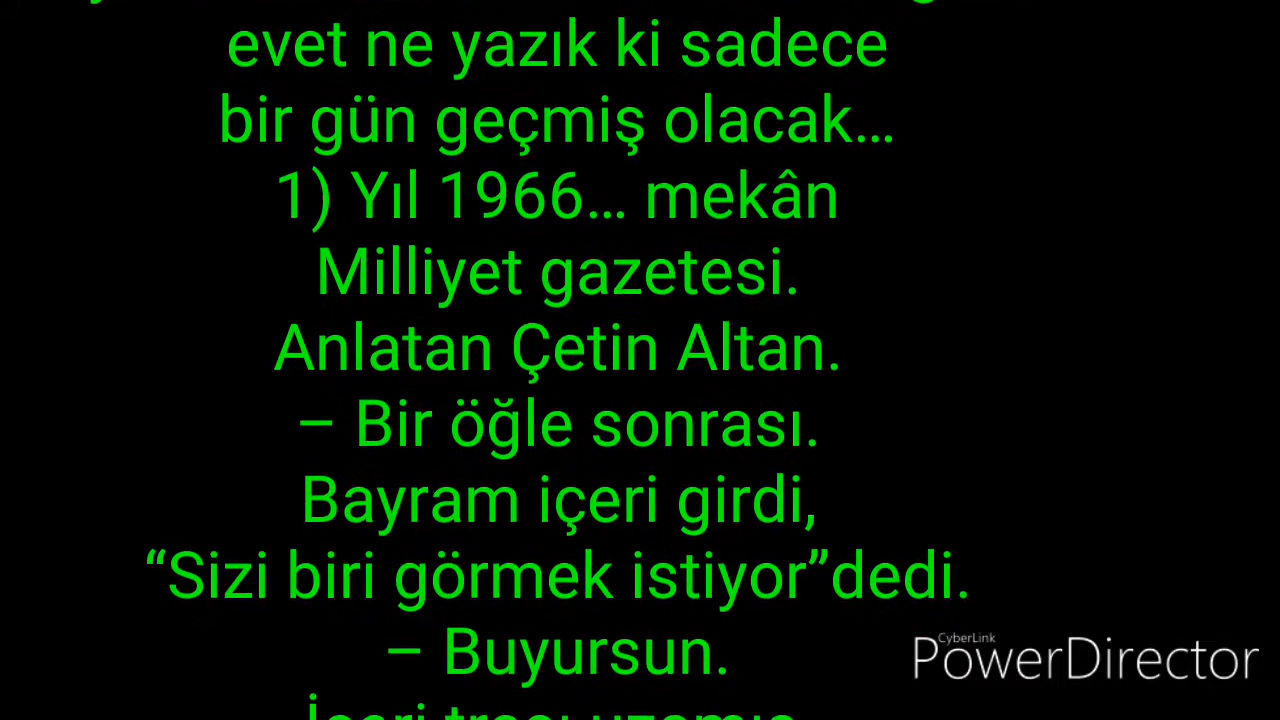 evet ne yazık ki sadece
bir gün geçmiş olacak…
1) Yıl 1966… mekân
Milliyet gazetesi.
Anlatan Çetin Altan.
– Bir öğle sonrası.
Bayram içeri girdi,
“Sizi biri görmek istiyor”dedi.
– Buyursun.
CyberLink
PowerDirector